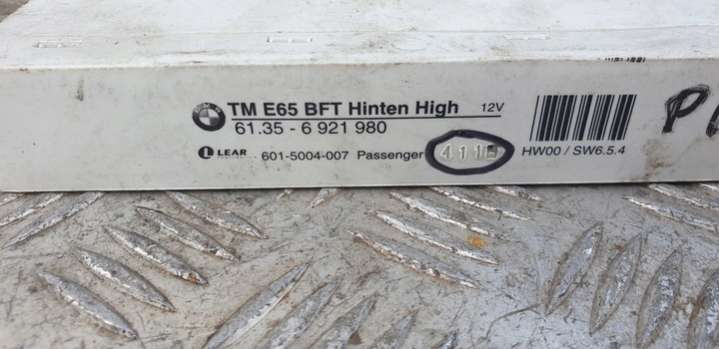 TM E65 BFT Hinten High 12V
61.35 - 6 921 980
LEAR 601-5004-007 Passenger
HW00 / SW6.5.4